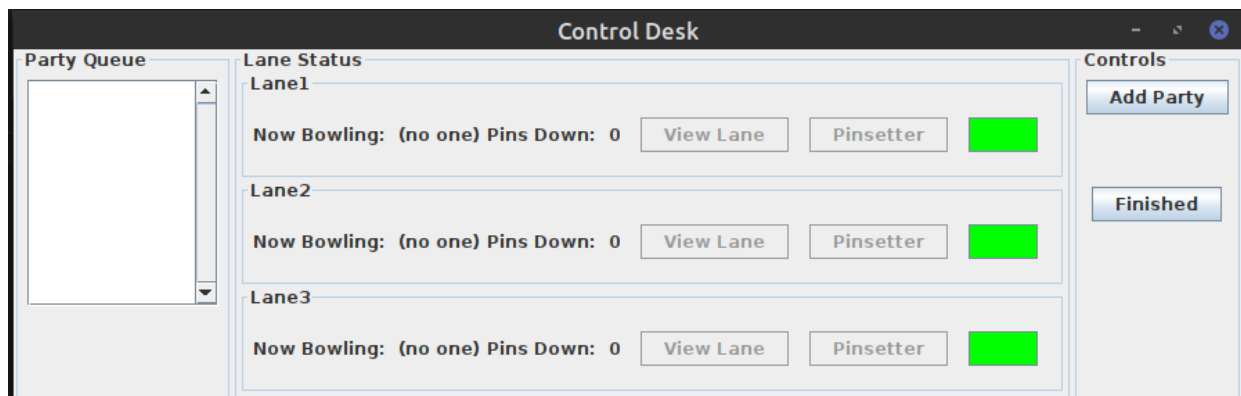 Control Desk
Party Queue
Lane Status
Lane1
Now Bowling: (no one) Pins Down: 0 View Lane Pinsetter
Lane2
Now Bowling: (no one) Pins Down: 0 View Lane Pinsetter
Lane3
Now Bowling: (no one) Pins Down: 0 View Lane Pinsetter
Controls
Add Party
Finished